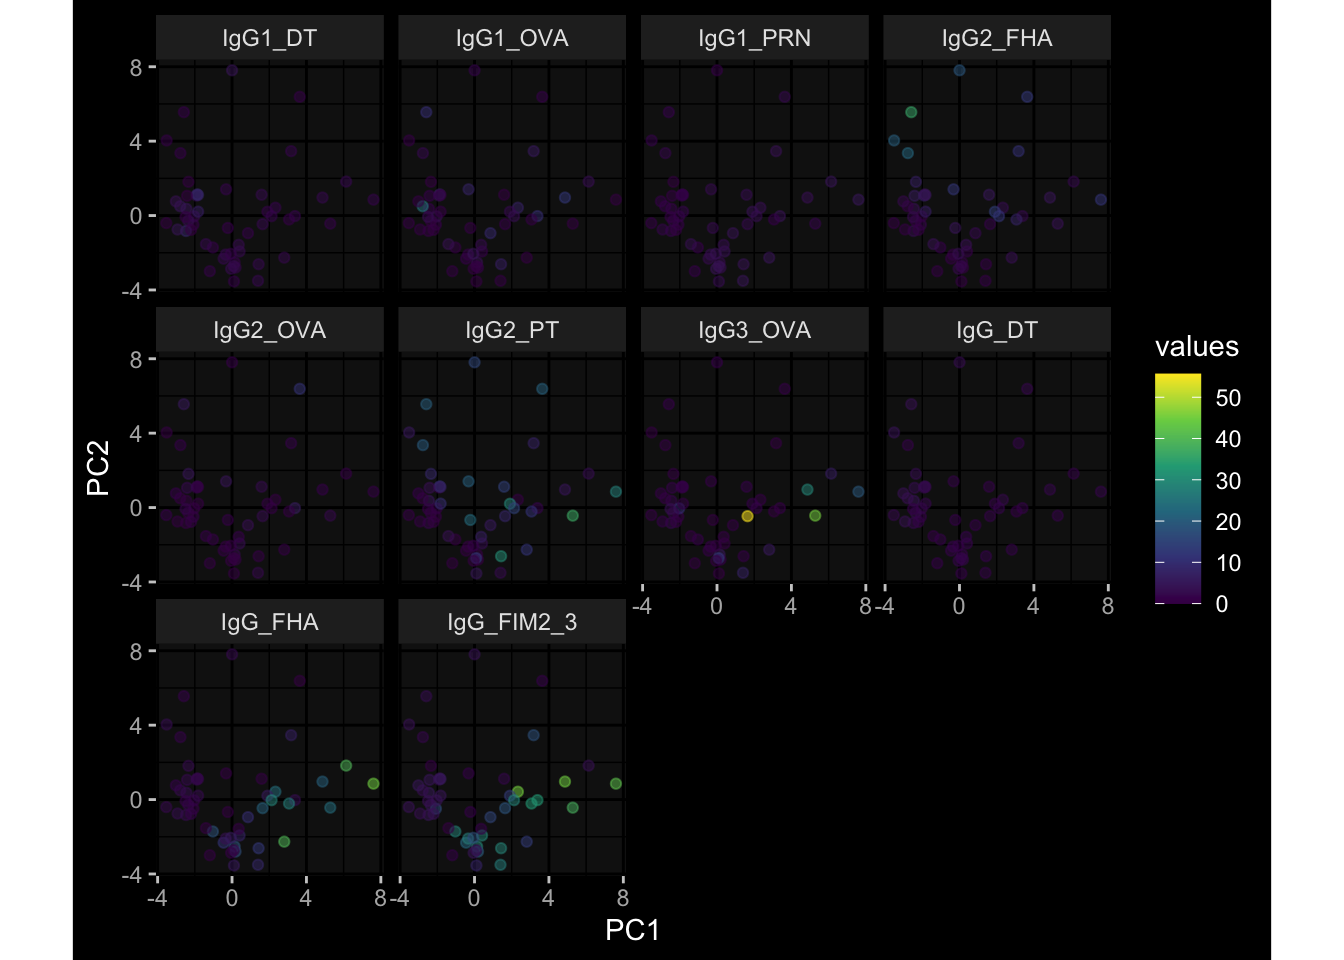 IgG1_DT IgG1_OVA IgG1_PRN IgG2_FHA
8
4
0
-4
IgG2_OVA IgG2_PT IgG3_OVA IgG_DT
8
4
0
-4
-4 0 4 8 -4 0 4 8
IgG_FHA IgG_FIM2_3
8
4
0
-4
-4 0 4 8 -4 0 4 8
PC1
PC2
values
50
40
30
20
10
0